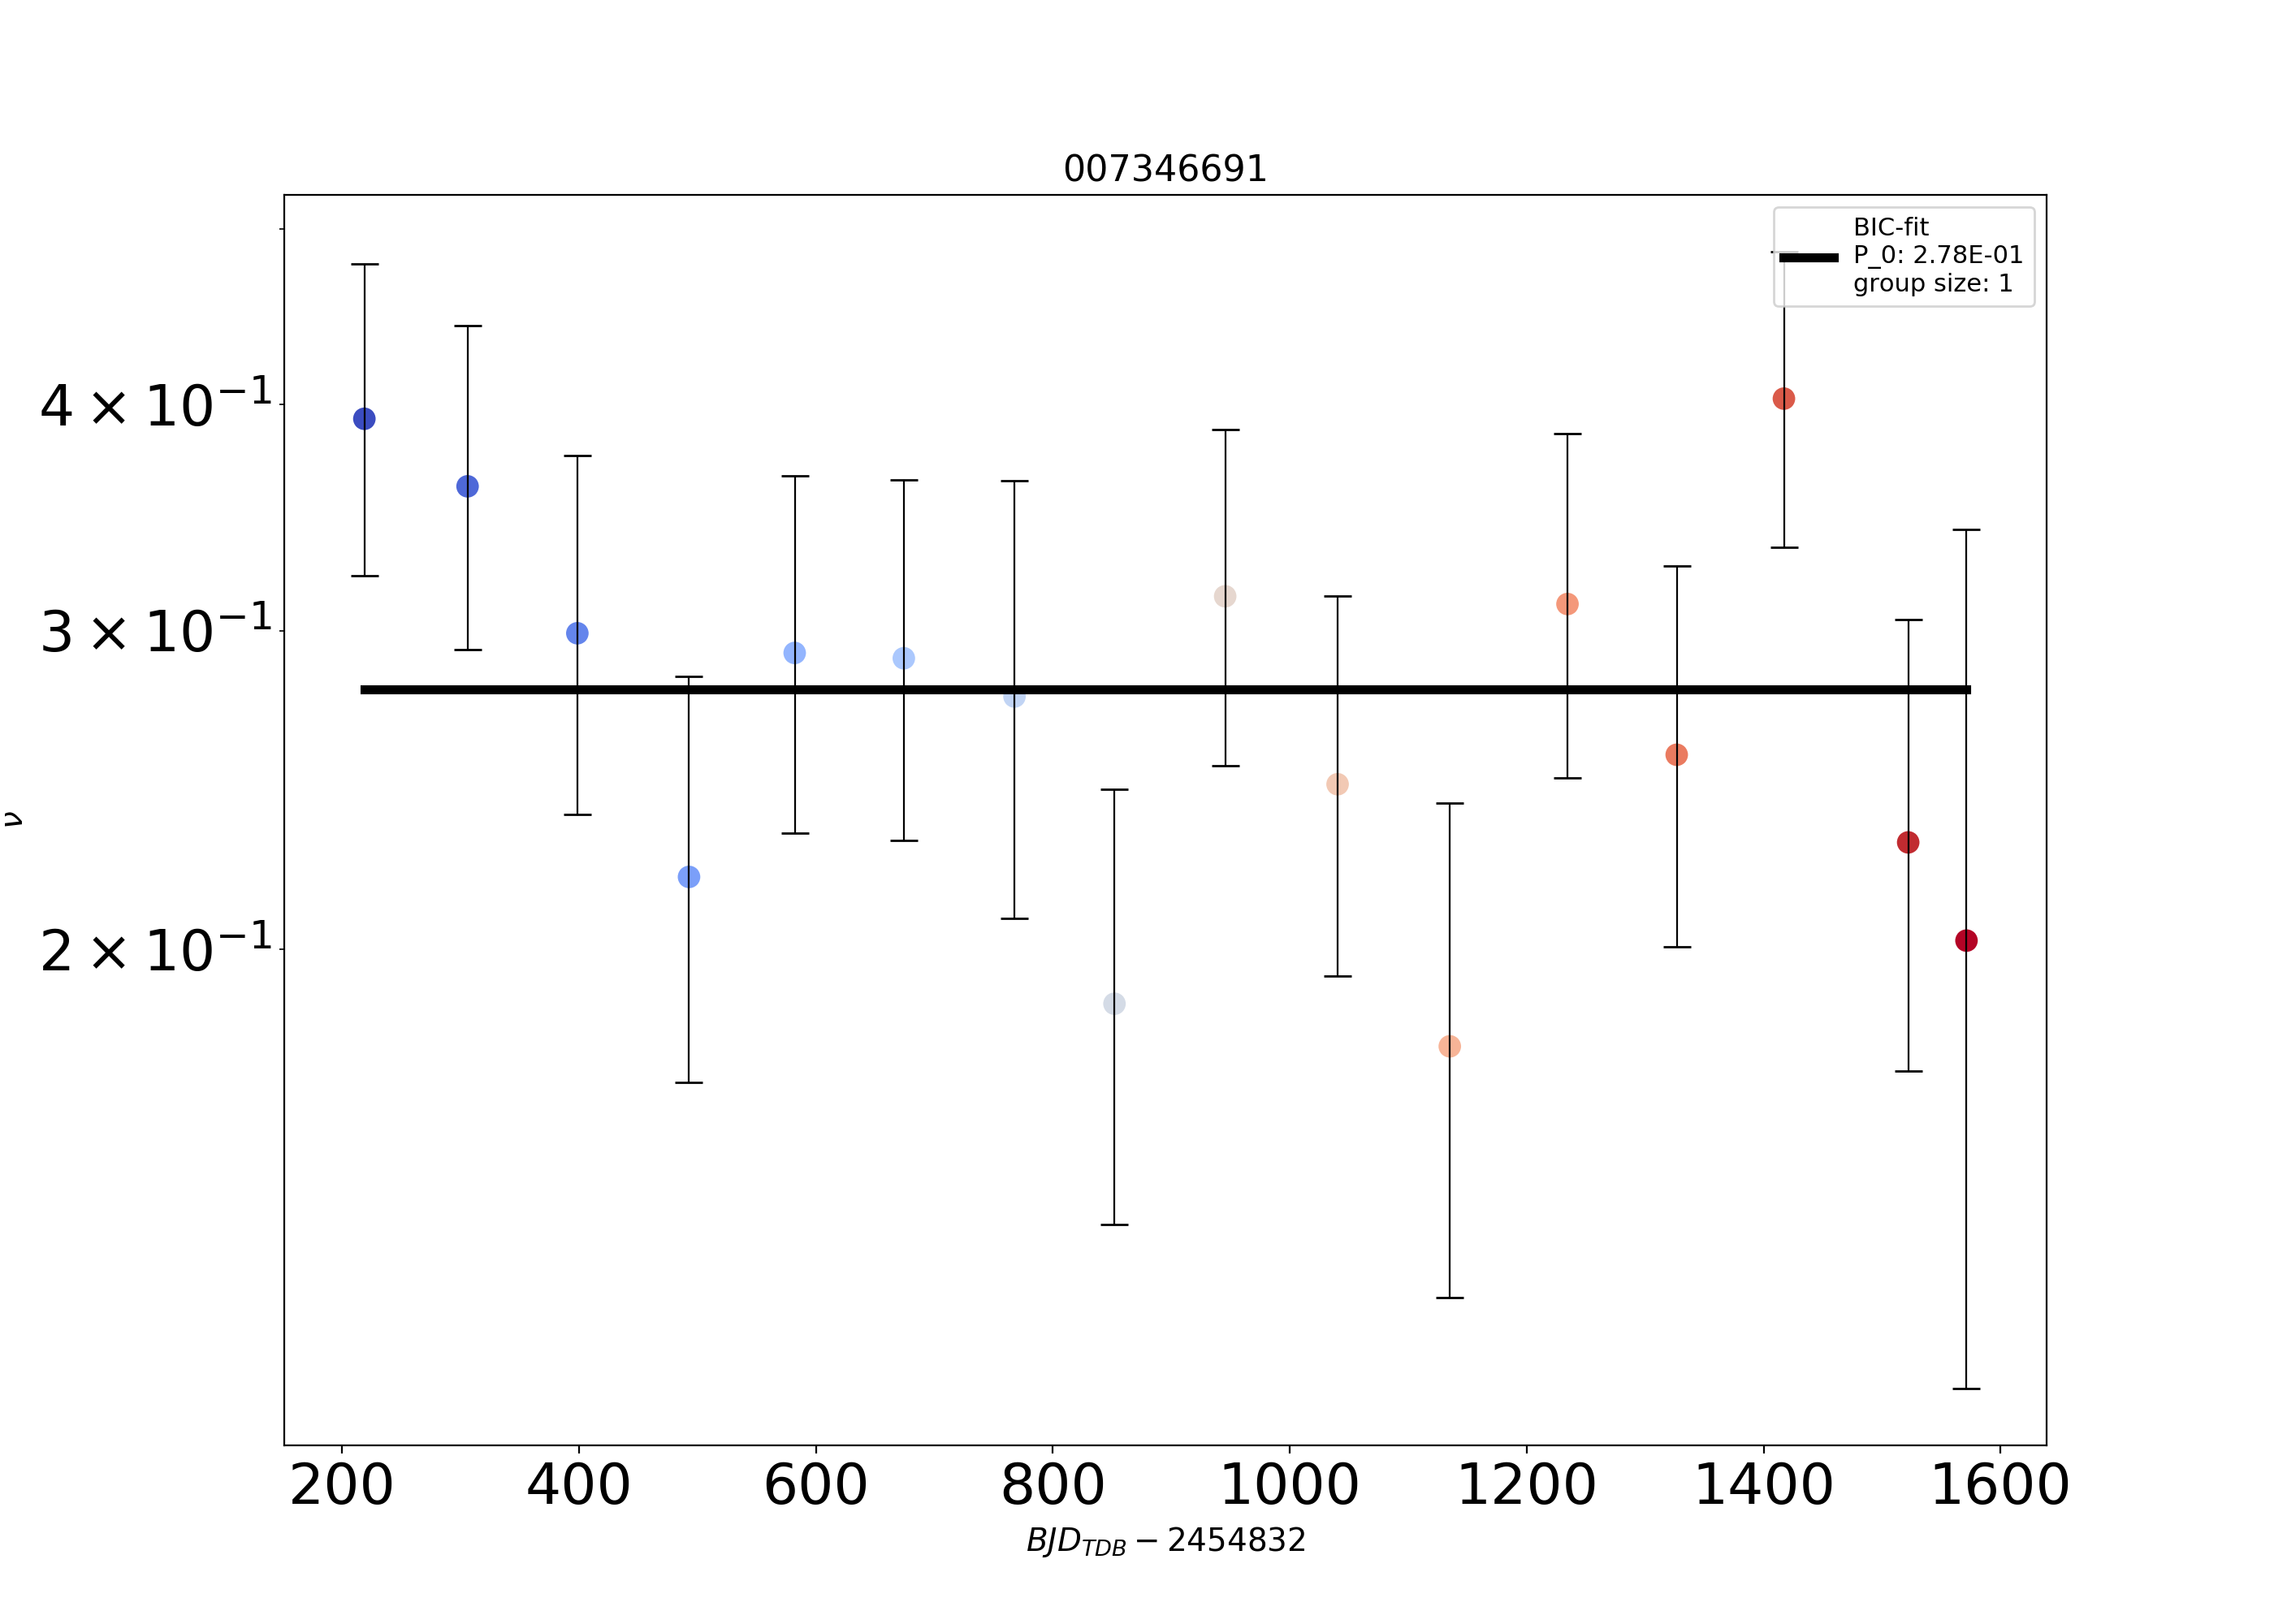 007346691
BIC-fit
P_0: 2.78E-01
group size: 1
4 × 10⁻¹
3 × 10⁻¹
2 × 10⁻¹
ν
200 400 600 800 1000 1200 1400 1600
BJD_TDB − 2454832